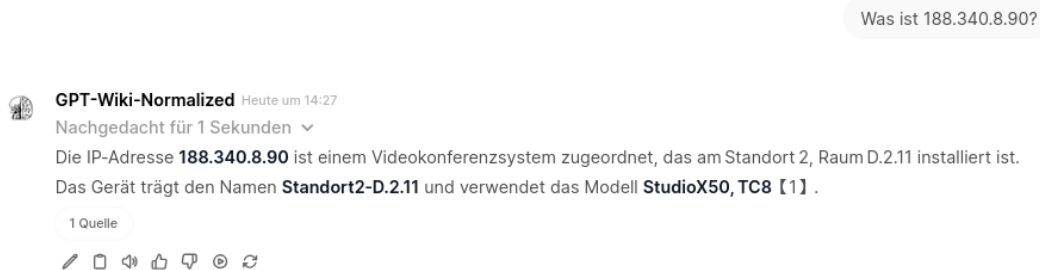 Was ist 188.340.8.90?
GPT-Wiki-Normalized Heute um 14:27
Nachgedacht für 1 Sekunden
Die IP-Adresse 188.340.8.90 ist einem Videokonferenzsystem zugeordnet, das am Standort 2, Raum D.2.11 installiert ist.
Das Gerät trägt den Namen Standort2-D.2.11 und verwendet das Modell StudioX50, TC8【1】.
1 Quelle